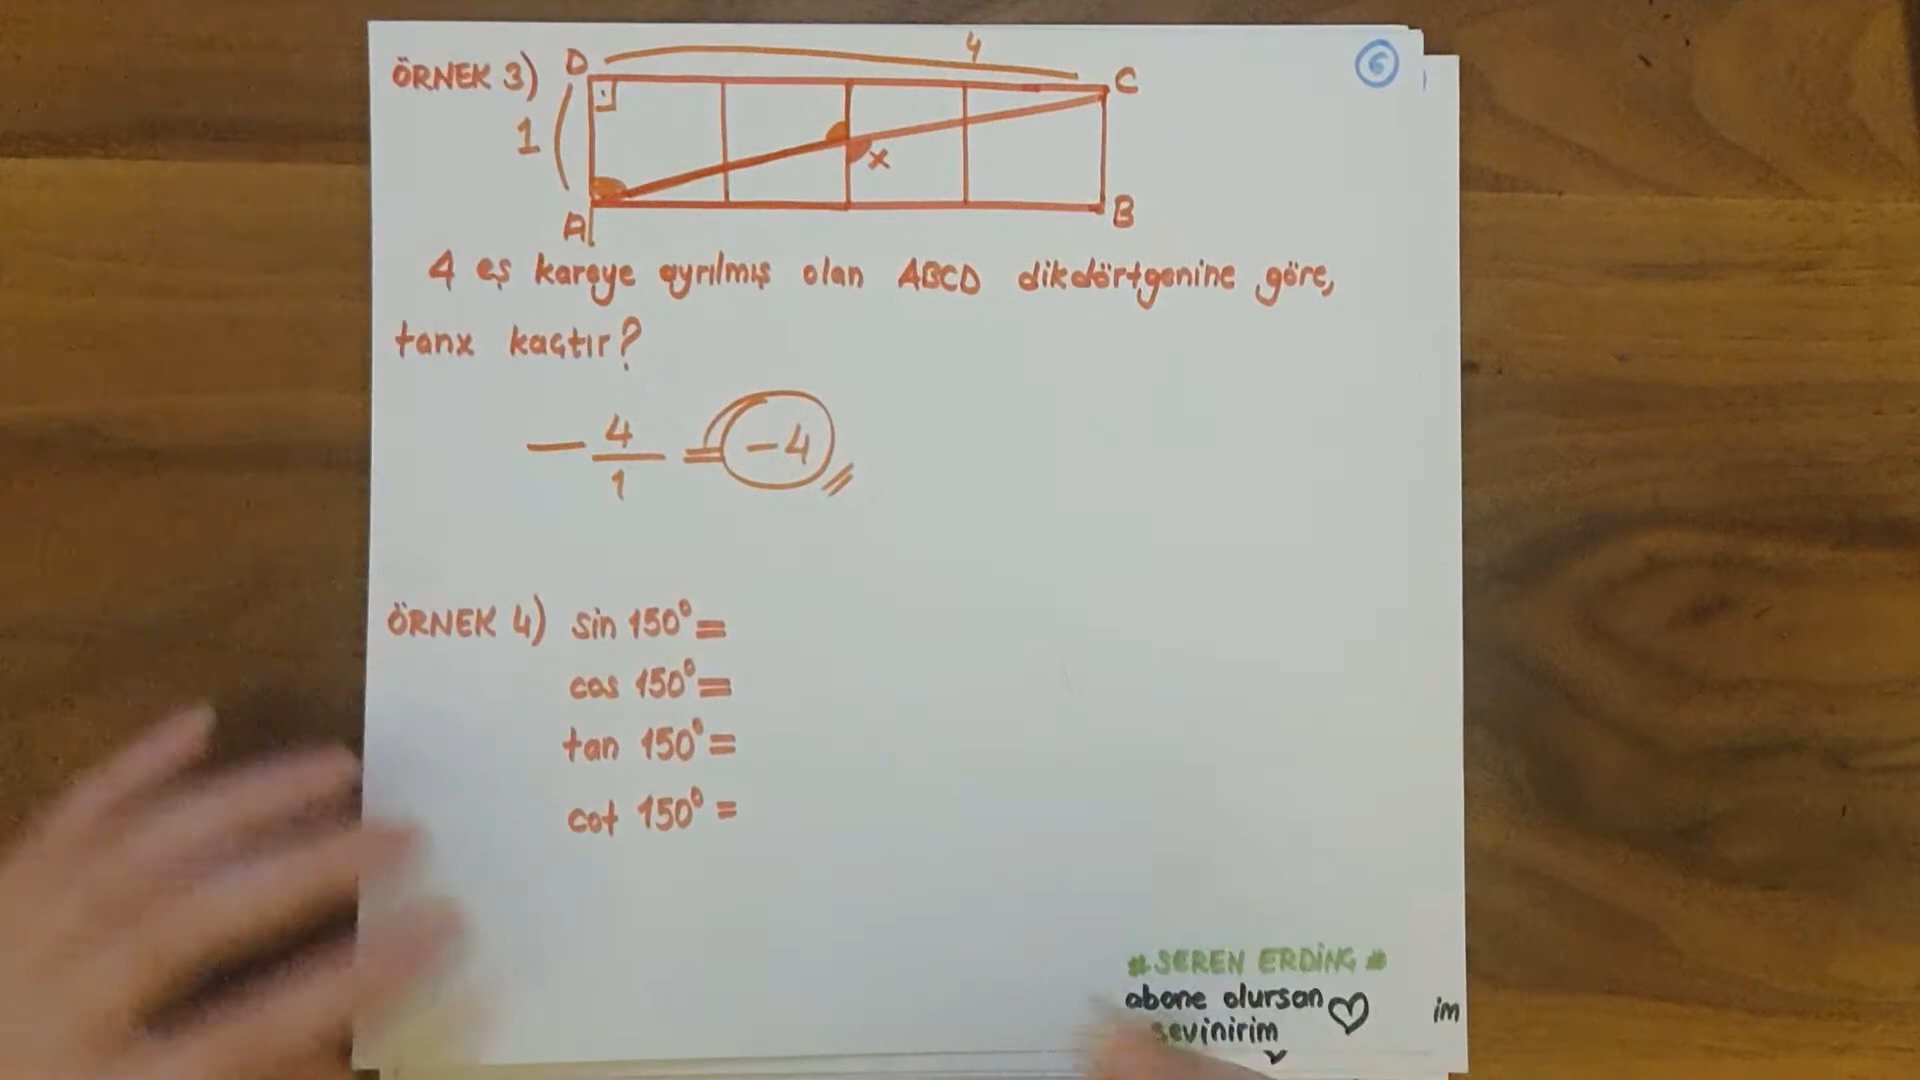 ÖRNEK 3)
D
4
C
6
1
x
A
B
4 eş kareye ayrılmış olan ABCD dikdörtgenine göre,
tanx kaçtır?
- 4/1 = -4
ÖRNEK 4) sin 150° =
cos 150° =
tan 150° =
cot 150° =
# SEREN ERDİNÇ #
abone olursan ♡
sevinirim
im